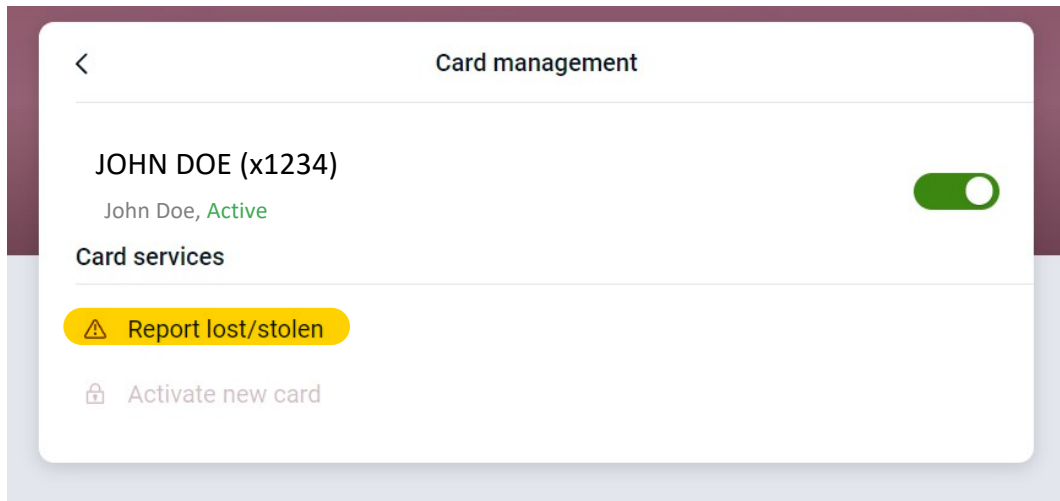 Card management
JOHN DOE (x1234)
John Doe, Active
Card services
Report lost/stolen
Activate new card